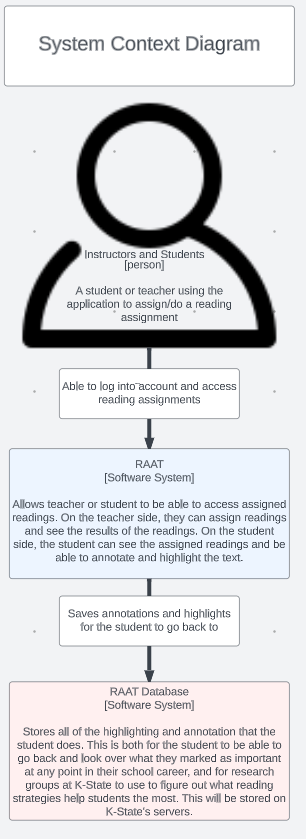 System Context Diagram
Instructors and Students
[person]
A student or teacher using the
application to assign/do a reading
assignment
Able to log into account and access
reading assignments
RAAT
[Software System]
Allows teacher or student to be able to access assigned
readings. On the teacher side, they can assign readings
and see the results of the readings. On the student
side, the student can see the assigned readings and be
able to annotate and highlight the text.
Saves annotations and highlights
for the student to go back to
RAAT Database
[Software System]
Stores all of the highlighting and annotation that the
student does. This is both for the student to be able to
go back and look over what they marked as important
at any point in their school career, and for research
groups at K-State to use to figure out what reading
strategies help students the most. This will be stored on
K-State's servers.